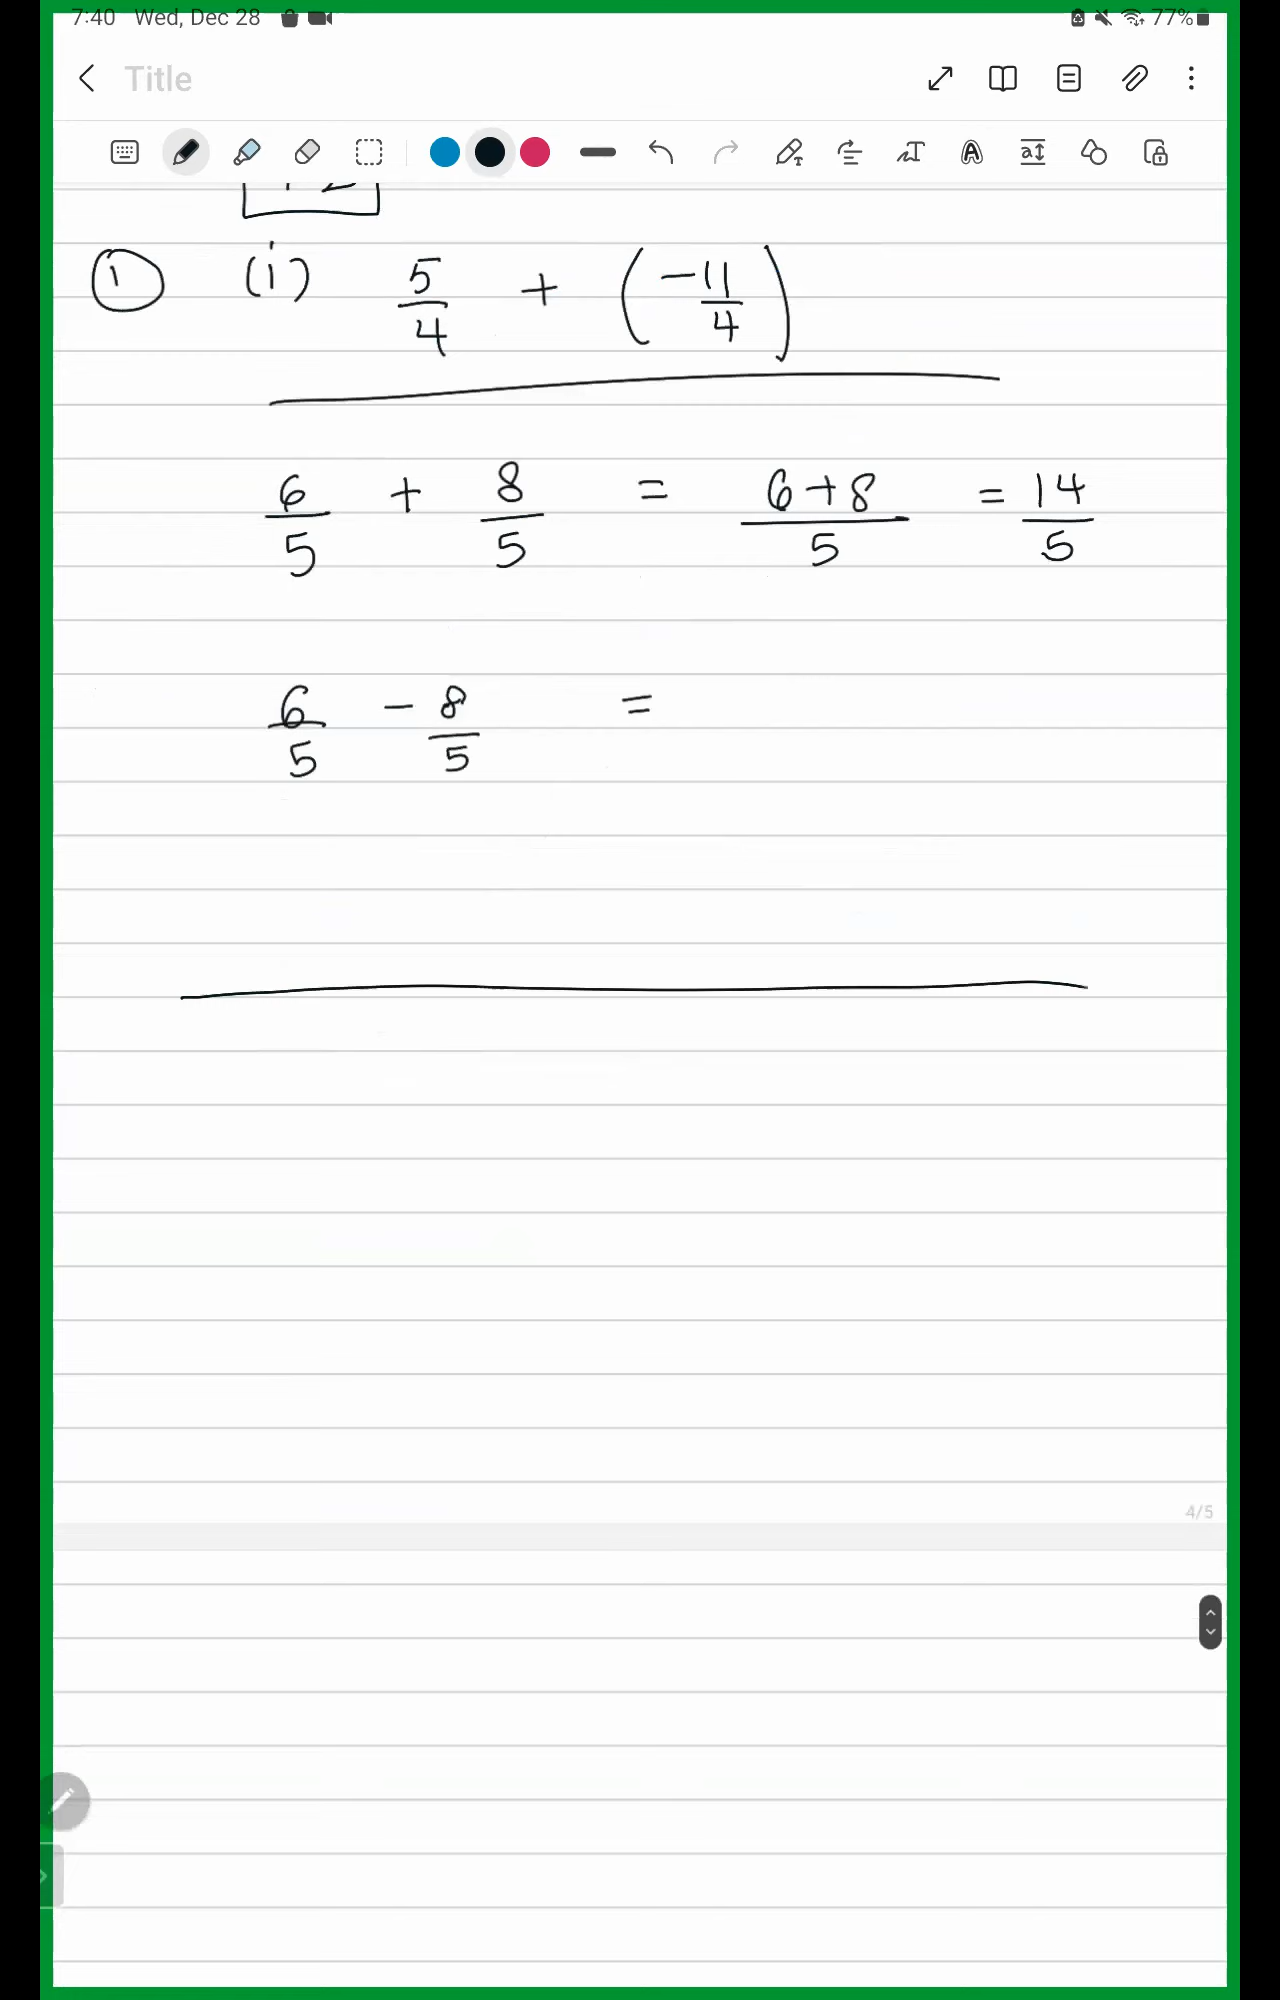 7:40 Wed, Dec 28 77%
Title
① (i) 5/4 + (-11/4)
6/5 + 8/5 = 6+8/5 = 14/5
6/5 - 8/5 =
4/5